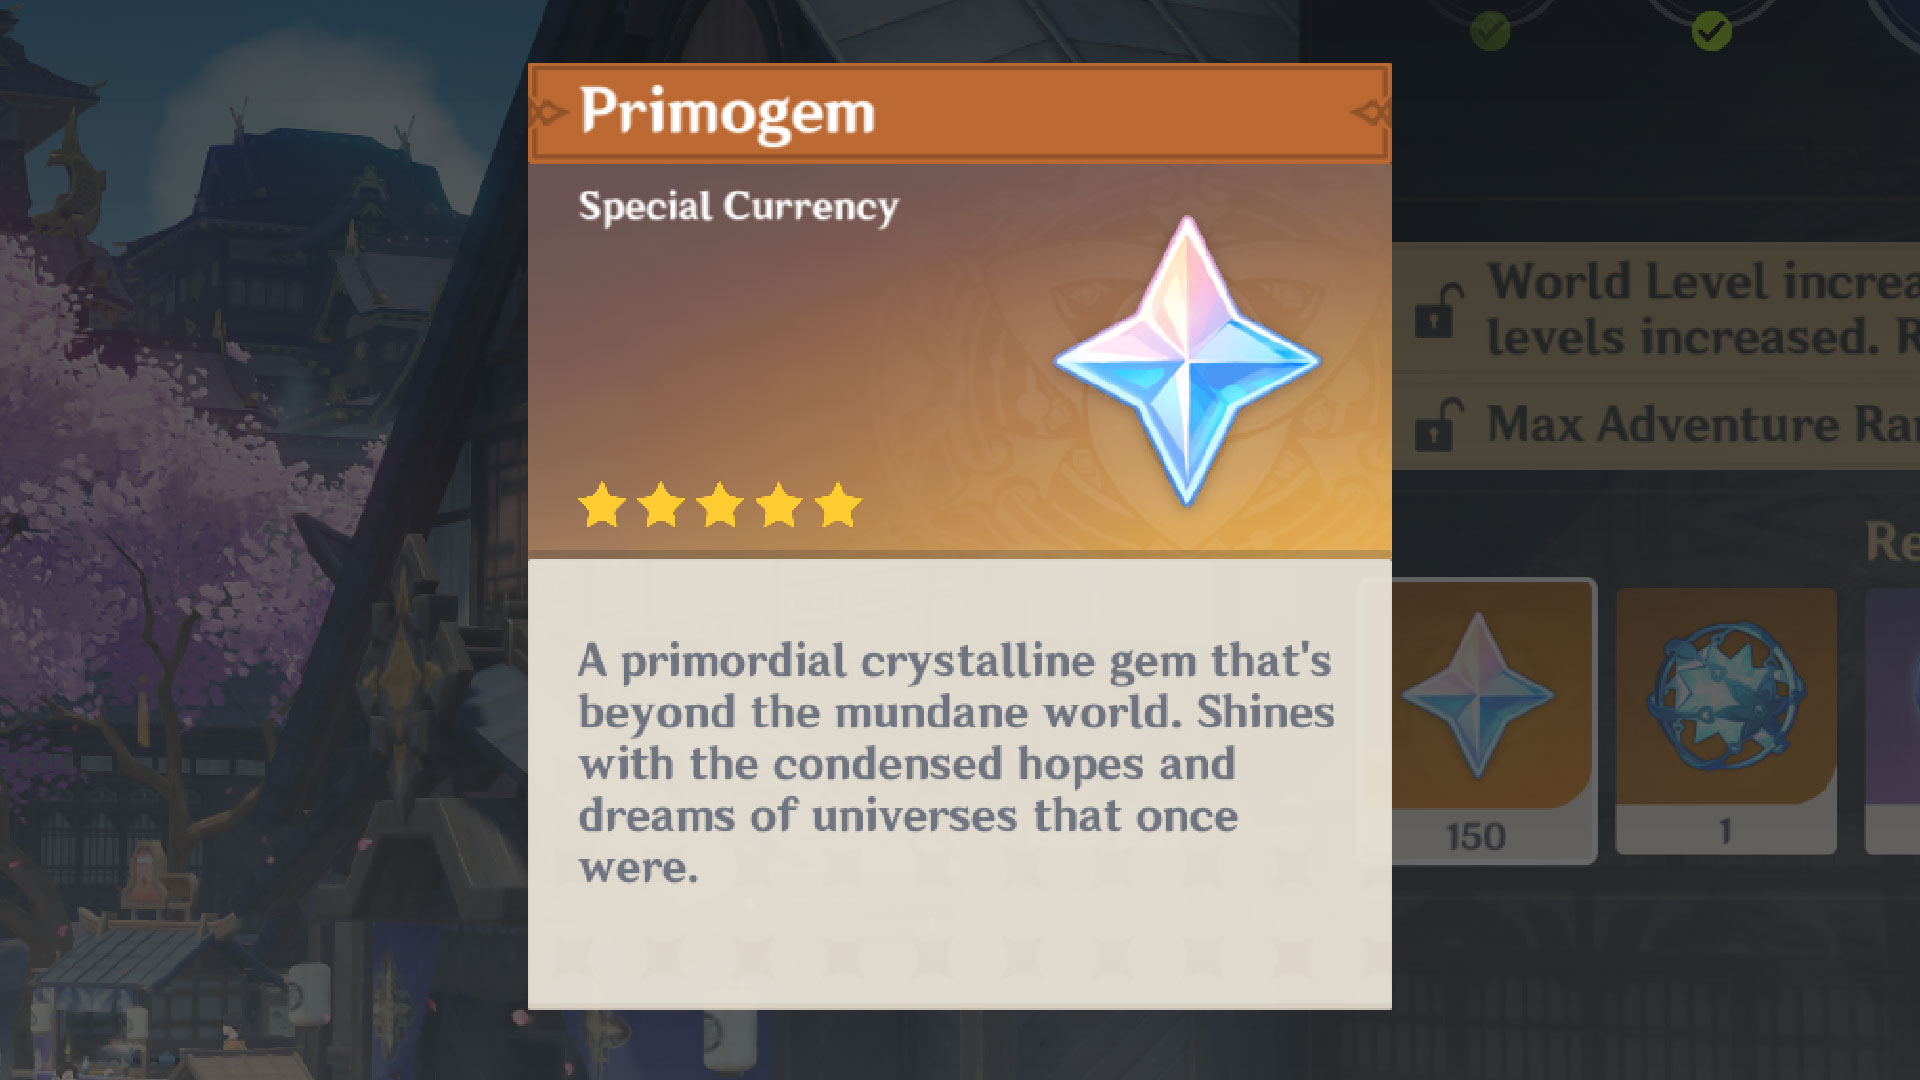 Primogem
Special Currency
A primordial crystalline gem that's
beyond the mundane world. Shines
with the condensed hopes and
dreams of universes that once
were.
World Level increa
levels increased. R
Max Adventure Ra
Re
150
1